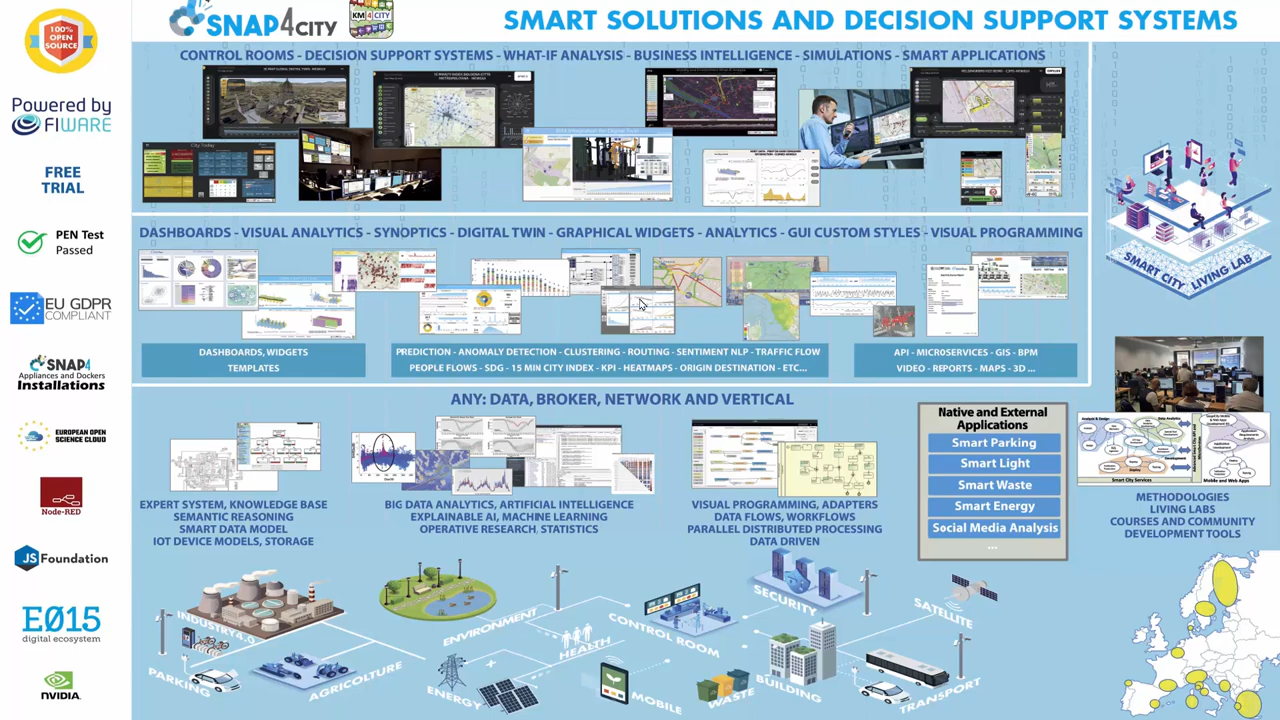 SNAP4CITY
KM4CITY
SMART SOLUTIONS AND DECISION SUPPORT SYSTEMS
100%
OPEN
SOURCE
Powered by
FIWARE
FREE
TRIAL
PEN Test
Passed
EU GDPR
COMPLIANT
SNAP4
Appliances and Dockers
Installations
EUROPEAN OPEN
SCIENCE CLOUD
Node-RED
JS Foundation
E015
digital ecosystem
NVIDIA.
CONTROL ROOMS - DECISION SUPPORT SYSTEMS - WHAT-IF ANALYSIS - BUSINESS INTELLIGENCE - SIMULATIONS - SMART APPLICATIONS
City Today
DASHBOARDS - VISUAL ANALYTICS - SYNOPTICS - DIGITAL TWIN - GRAPHICAL WIDGETS - ANALYTICS - GUI CUSTOM STYLES - VISUAL PROGRAMMING
DASHBOARDS, WIDGETS
TEMPLATES
PREDICTION - ANOMALY DETECTION - CLUSTERING - ROUTING - SENTIMENT NLP - TRAFFIC FLOW
PEOPLE FLOWS - SDG - 15 MIN CITY INDEX - KPI - HEATMAPS - ORIGIN DESTINATION - ETC...
API - MICROSERVICES - GIS - BPM
VIDEO - REPORTS - MAPS - 3D ...
SMART CITY
LIVING LAB
ANY: DATA, BROKER, NETWORK AND VERTICAL
EXPERT SYSTEM, KNOWLEDGE BASE
SEMANTIC REASONING
SMART DATA MODEL
IOT DEVICE MODELS, STORAGE
BIG DATA ANALYTICS, ARTIFICIAL INTELLIGENCE
EXPLAINABLE AI, MACHINE LEARNING
OPERATIVE RESEARCH, STATISTICS
VISUAL PROGRAMMING, ADAPTERS
DATA FLOWS, WORKFLOWS
PARALLEL DISTRIBUTED PROCESSING
DATA DRIVEN
Native and External
Applications
Smart Parking
Smart Light
Smart Waste
Smart Energy
Social Media Analysis
...
METHODOLOGIES
LIVING LABS
COURSES AND COMMUNITY
DEVELOPMENT TOOLS
INDUSTRY 4.0
ENVIRONMENT
HEALTH
CONTROL ROOM
SECURITY
SATELLITE
PARKING
AGRICOLTURE
ENERGY
MOBILE
WASTE
BUILDING
TRANSPORT